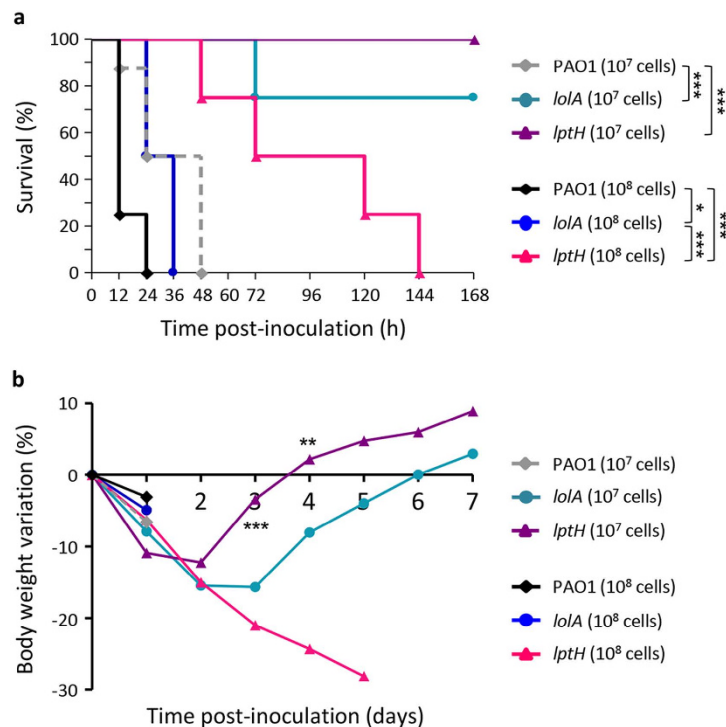 a
Survival (%)
100
80
60
40
20
0
0 12 24 36 48 60 72 96 120 144 168
Time post-inoculation (h)
PAO1 (10⁷ cells)
lolA (10⁷ cells)
lptH (10⁷ cells)
***
***
PAO1 (10⁸ cells)
lolA (10⁸ cells)
lptH (10⁸ cells)
*
***
***
b
Body weight variation (%)
10
0
-10
-20
-30
1 2 3 4 5 6 7
**
***
Time post-inoculation (days)
PAO1 (10⁷ cells)
lolA (10⁷ cells)
lptH (10⁷ cells)
PAO1 (10⁸ cells)
lolA (10⁸ cells)
lptH (10⁸ cells)